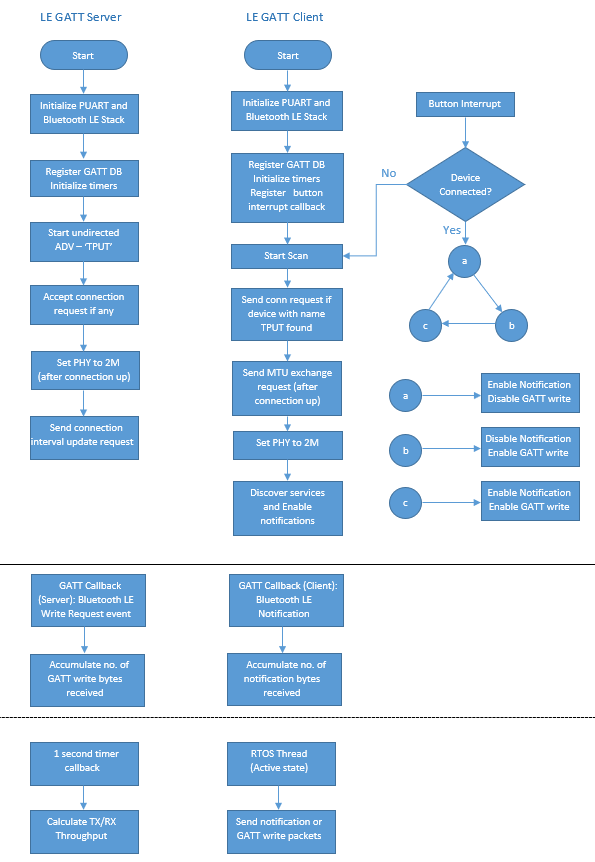 LE GATT Server
Start
Initialize PUART and
Bluetooth LE Stack
Register GATT DB
Initialize timers
Start undirected
ADV – 'TPUT'
Accept connection
request if any
Set PHY to 2M
(after connection up)
Send connection
interval update request
LE GATT Client
Start
Initialize PUART and
Bluetooth LE Stack
Register GATT DB
Initialize timers
Register button
interrupt callback
Start Scan
Send conn request if
device with name
TPUT found
Send MTU exchange
request (after
connection up)
Set PHY to 2M
Discover services
and Enable
notifications
Button Interrupt
Device
Connected?
No
Yes
a
c
b
a
Enable Notification
Disable GATT write
b
Disable Notification
Enable GATT write
c
Enable Notification
Enable GATT write
GATT Callback
(Server): Bluetooth LE
Write Request event
Accumulate no. of
GATT write bytes
received
GATT Callback (Client):
Bluetooth LE
Notification
Accumulate no. of
notification bytes
received
1 second timer
callback
Calculate TX/RX
Throughput
RTOS Thread
(Active state)
Send notification or
GATT write packets